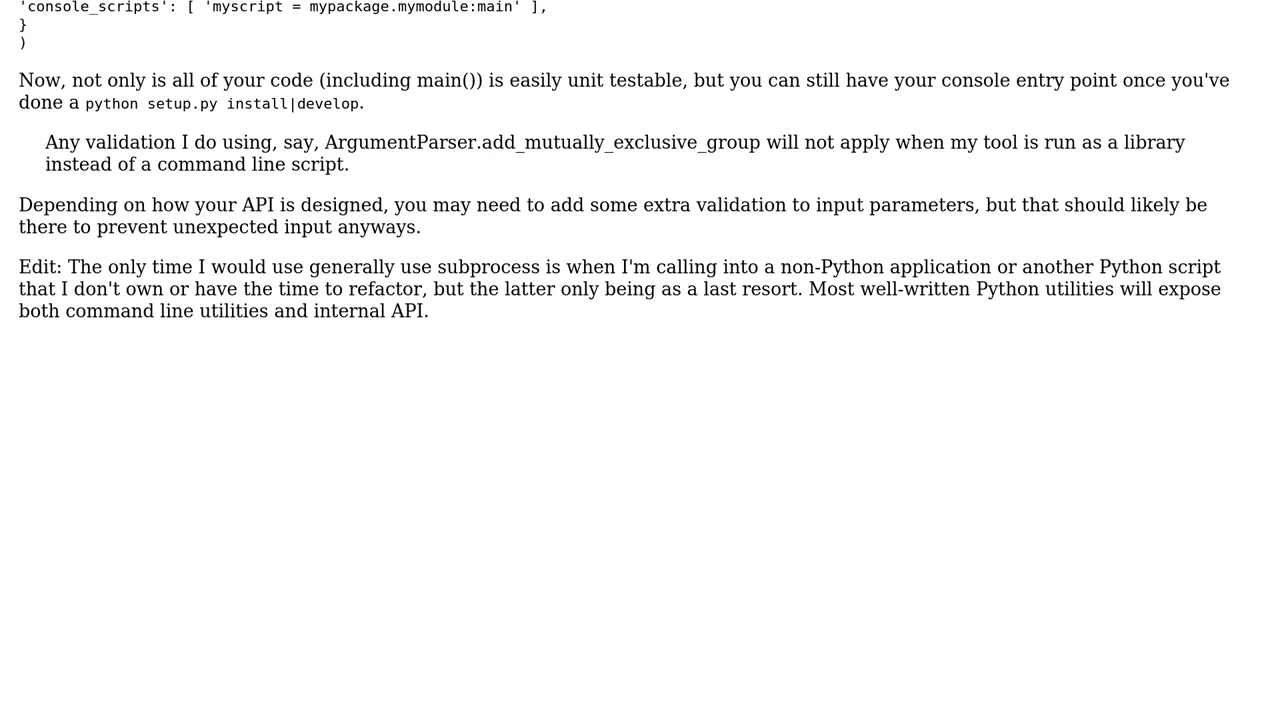 'console_scripts': [ 'myscript = mypackage.mymodule:main' ],
}
)
Now, not only is all of your code (including main()) is easily unit testable, but you can still have your console entry point once you've
done a python setup.py install|develop.
Any validation I do using, say, ArgumentParser.add_mutually_exclusive_group will not apply when my tool is run as a library
instead of a command line script.
Depending on how your API is designed, you may need to add some extra validation to input parameters, but that should likely be
there to prevent unexpected input anyways.
Edit: The only time I would use generally use subprocess is when I'm calling into a non-Python application or another Python script
that I don't own or have the time to refactor, but the latter only being as a last resort. Most well-written Python utilities will expose
both command line utilities and internal API.